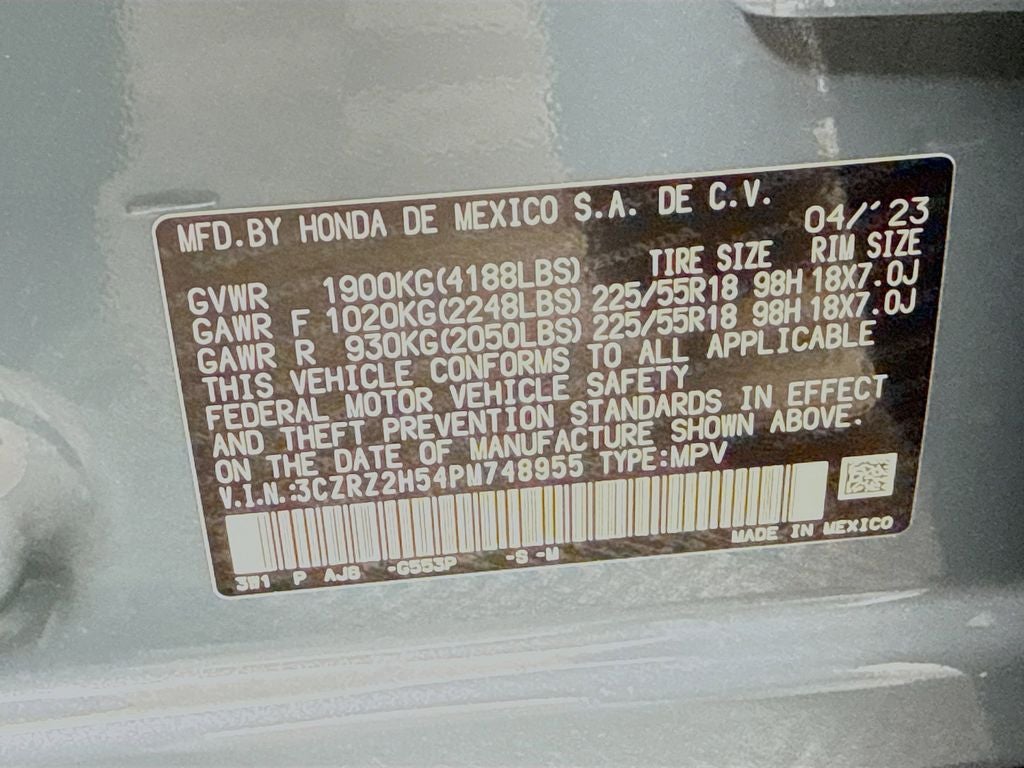 MFD.BY HONDA DE MEXICO S.A. DE C.V.
04/'23
TIRE SIZE RIM SIZE
GVWR 1900KG(4188LBS)
GAWR F 1020KG(2248LBS) 225/55R18 98H 18X7.0J
GAWR R 930KG(2050LBS) 225/55R18 98H 18X7.0J
THIS VEHICLE CONFORMS TO ALL APPLICABLE
FEDERAL MOTOR VEHICLE SAFETY
AND THEFT PREVENTION STANDARDS IN EFFECT
ON THE DATE OF MANUFACTURE SHOWN ABOVE.
V.I.N.:3CZRZ2H54PM748955 TYPE:MPV
MADE IN MEXICO
3W1 P AJ8 -G553P -S -M